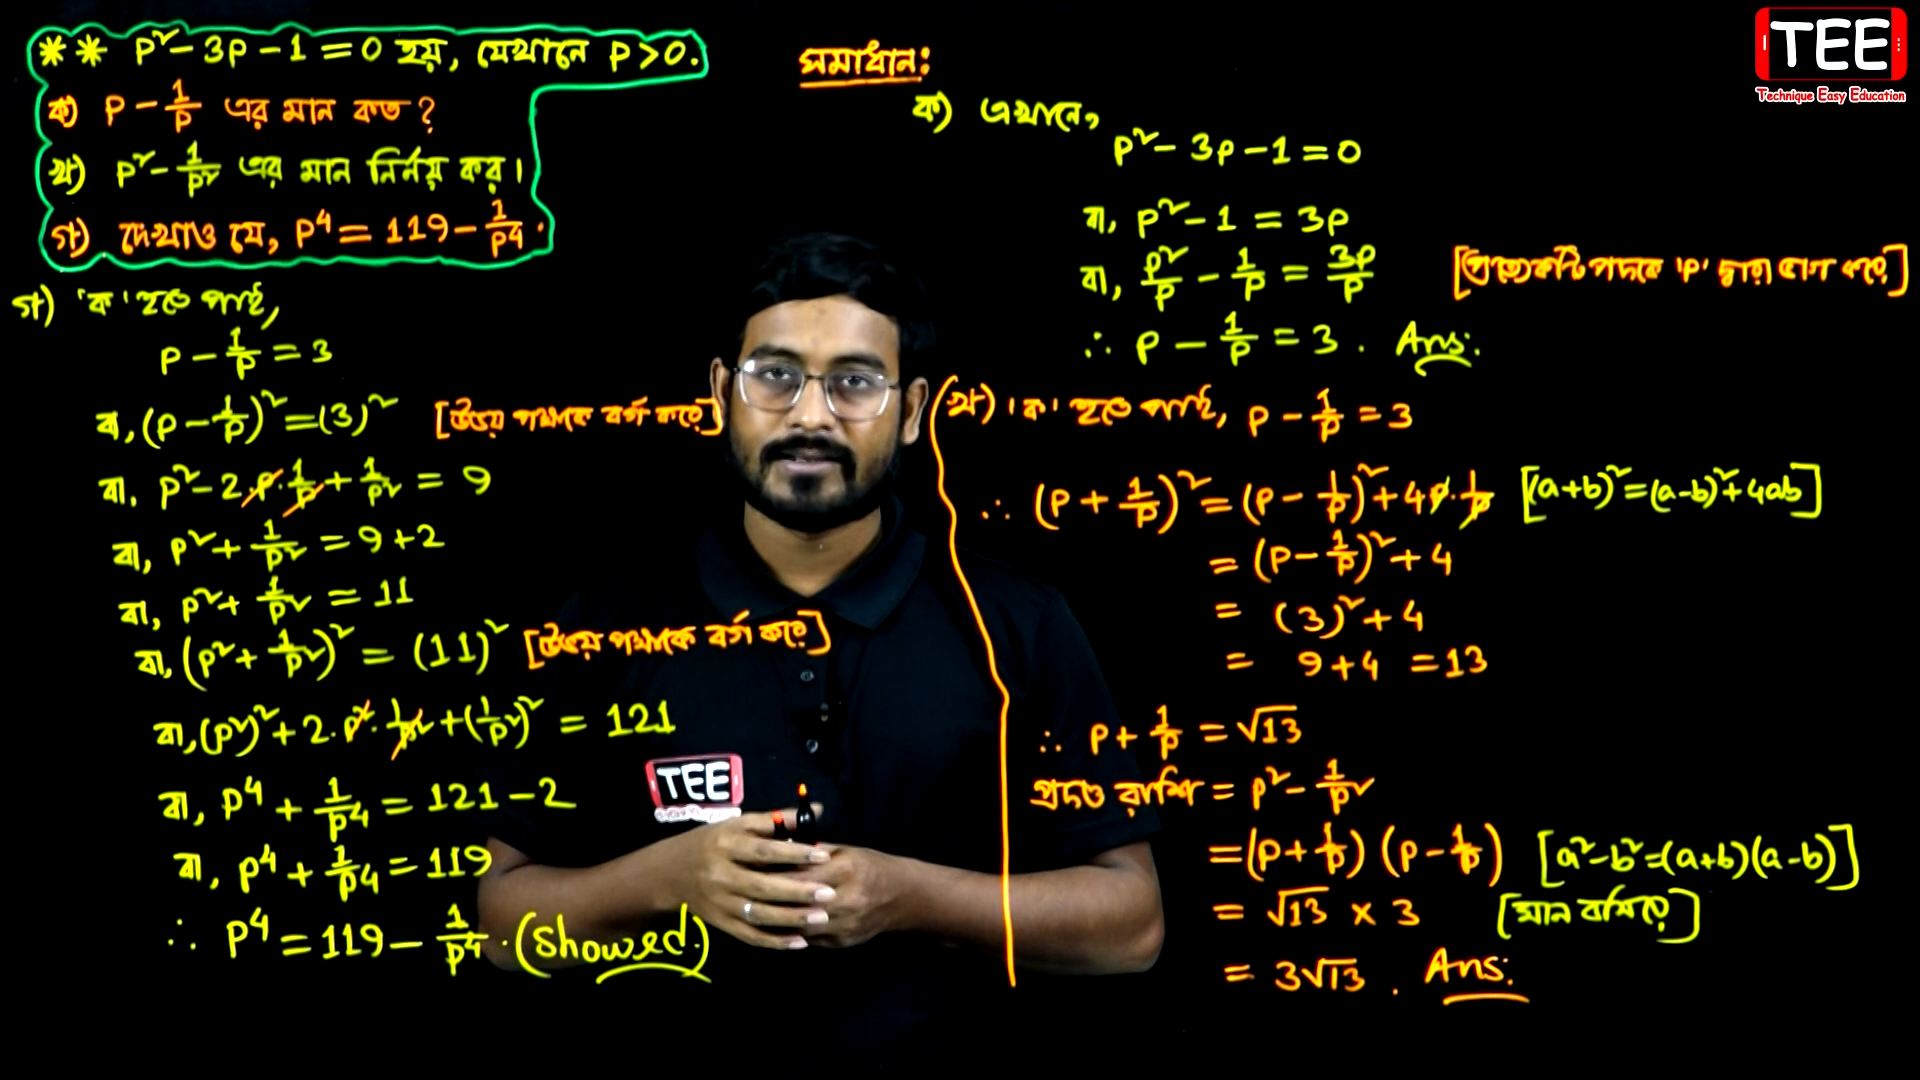 ** p² - 3p - 1 = 0 হয়, যেখানে p > 0.
ক) p - 1/p এর মান কত?
খ) p² - 1/p² এর মান নির্ণয় কর।
গ) দেখাও যে, p⁴ = 119 - 1/p⁴.
গ) 'ক' হতে পাই,
p - 1/p = 3
বা, (p - 1/p)² = (3)² [উভয় পক্ষকে বর্গ করে]
বা, p² - 2.p.1/p + 1/p² = 9
বা, p² + 1/p² = 9+2
বা, p² + 1/p² = 11
বা, (p² + 1/p²)² = (11)² [উভয় পক্ষকে বর্গ করে]
বা, (p²)² + 2.p².1/p² + (1/p²)² = 121
বা, p⁴ + 1/p⁴ = 121 - 2
বা, p⁴ + 1/p⁴ = 119
∴ p⁴ = 119 - 1/p⁴. (Showed.)
সমাধান:
ক) এখানে,
p² - 3p - 1 = 0
বা, p² - 1 = 3p
বা, p²/p - 1/p = 3p/p [প্রত্যেকটি পদকে 'p' দ্বারা ভাগ করে]
∴ p - 1/p = 3. Ans:
খ) 'ক' হতে পাই, p - 1/p = 3
∴ (p + 1/p)² = (p - 1/p)² + 4p.1/p [(a+b)² = (a-b)² + 4ab]
= (p - 1/p)² + 4
= (3)² + 4
= 9+4 = 13
∴ p + 1/p = √13
প্রদত্ত রাশি = p² - 1/p²
= (p + 1/p) (p - 1/p) [a² - b² = (a+b)(a-b)]
= √13 × 3 [মান বসিয়ে]
= 3√13. Ans:
TEE
Technique Easy Education
TEE